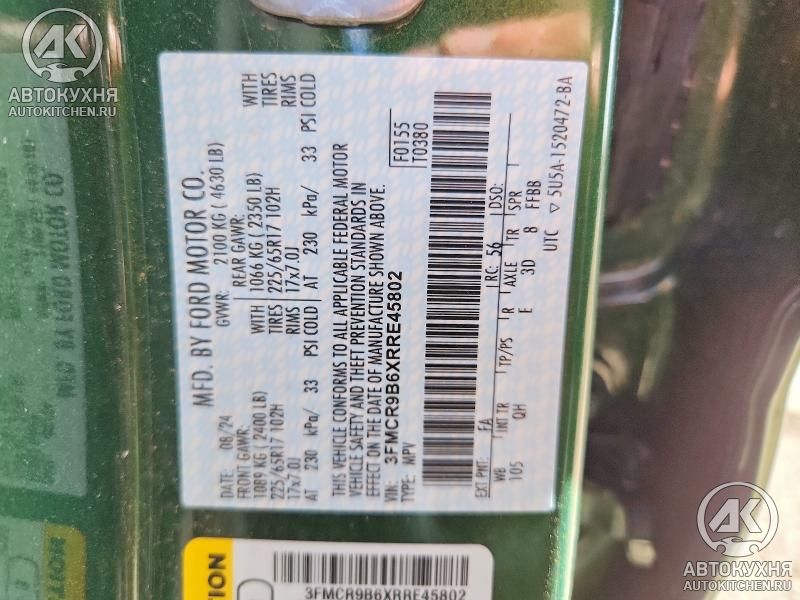 MFD. BY FORD MOTOR CO.
DATE: 08/24
GVWR: 2100 KG ( 4630 LB)
FRONT GAWR:
REAR GAWR:
1089 KG ( 2400 LB) WITH
1066 KG ( 2350 LB) WITH
225/65R17 102H TIRES
225/65R17 102H TIRES
17x7.0J RIMS
17x7.0J RIMS
AT 230 kPa/ 33 PSI COLD
AT 230 kPa/ 33 PSI COLD
THIS VEHICLE CONFORMS TO ALL APPLICABLE FEDERAL MOTOR
VEHICLE SAFETY AND THEFT PREVENTION STANDARDS IN
EFFECT ON THE DATE OF MANUFACTURE SHOWN ABOVE.
VIN: 3FMCR9B6XRRE45802
TYPE: MPV
F0155
T0380
EXT PNT: FA RC: 56 DSO:
WB INT TR TP/PS R AXLE TR SPR
105 QH E 3D 8 FFBB
UTC ▽ 5U5A-1520472-BA
3FMCR9B6XRRE45802
АК
АВТОКУХНЯ
AUTOKITCHEN.RU
АК
АВТОКУХНЯ
AUTOKITCHEN.RU